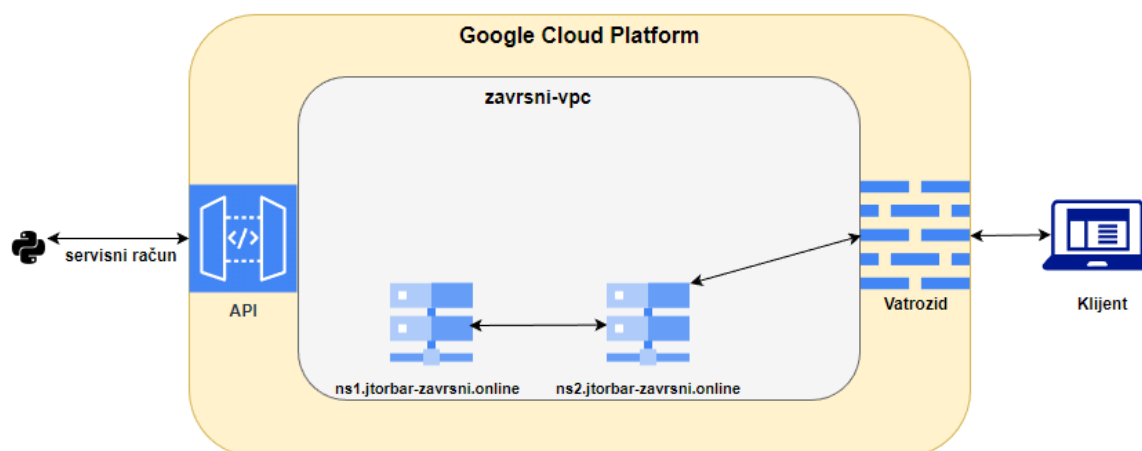 Google Cloud Platform
zavrsni-vpc
servisni račun
API
Vatrozid
Klijent
ns1.jtorbar-zavrsni.online
ns2.jtorbar-zavrsni.online